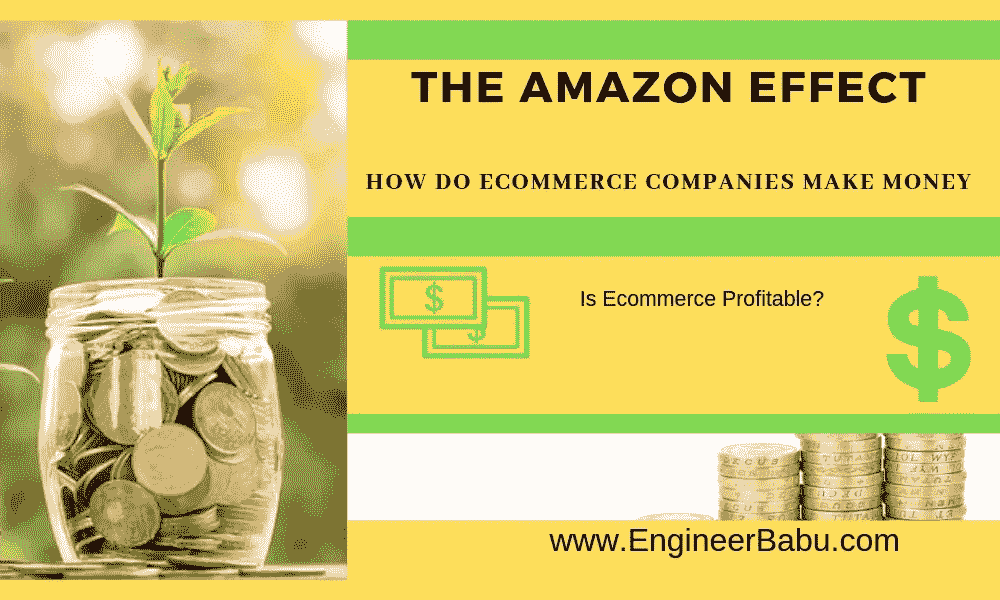 THE AMAZON EFFECT
HOW DO ECOMMERCE COMPANIES MAKE MONEY
$
$
Is Ecommerce Profitable?
$
www.EngineerBabu.com